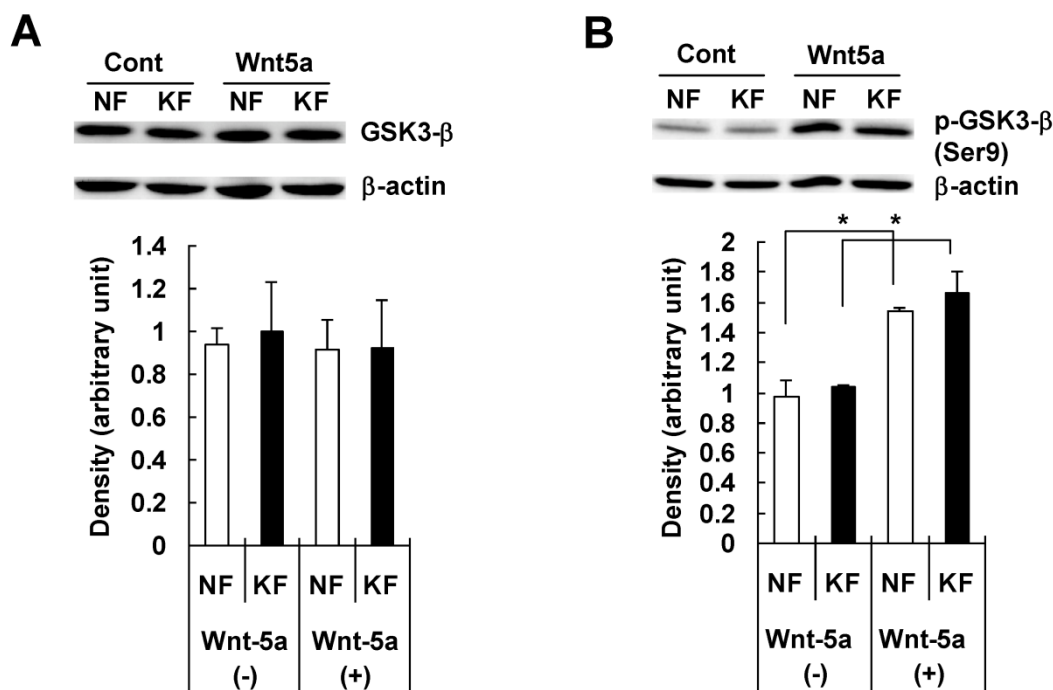 A
Cont Wnt5a
NF KF NF KF
GSK3-β
β-actin
Density (arbitrary unit)
1.4
1.2
1
0.8
0.6
0.4
0.2
0
NF KF NF KF
Wnt-5a (-) Wnt-5a (+)
B
Cont Wnt5a
NF KF NF KF
p-GSK3-β
(Ser9)
β-actin
* *
Density (arbitrary unit)
2
1.8
1.6
1.4
1.2
1
0.8
0.6
0.4
0.2
0
NF KF NF KF
Wnt-5a (-) Wnt-5a (+)